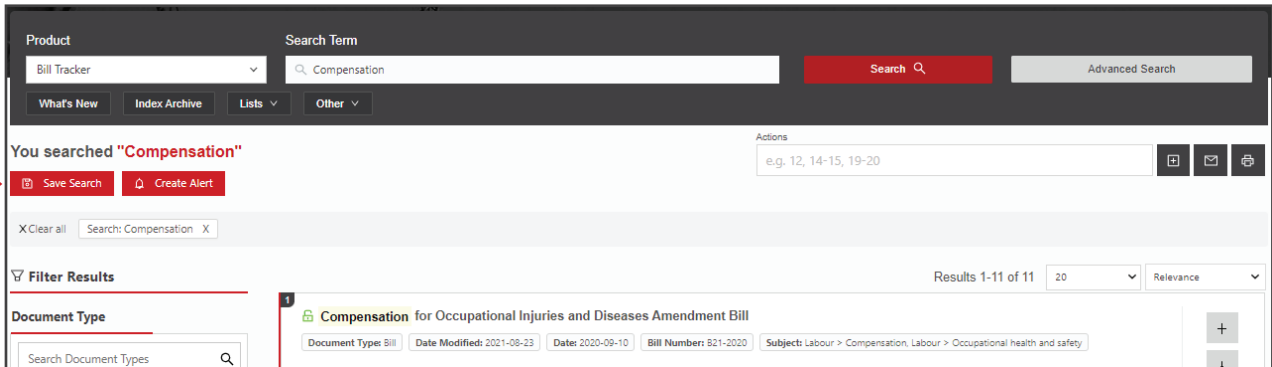 Product
Search Term
Bill Tracker
Compensation
Search
Advanced Search
What's New
Index Archive
Lists
Other
You searched "Compensation"
Actions
e.g. 12, 14-15, 19-20
Save Search
Create Alert
X Clear all
Search: Compensation X
Filter Results
Results 1-11 of 11
20
Relevance
Document Type
1
Compensation for Occupational Injuries and Diseases Amendment Bill
Document Type: Bill
Date Modified: 2021-08-23
Date: 2020-09-10
Bill Number: B21-2020
Subject: Labour > Compensation, Labour > Occupational health and safety
Search Document Types